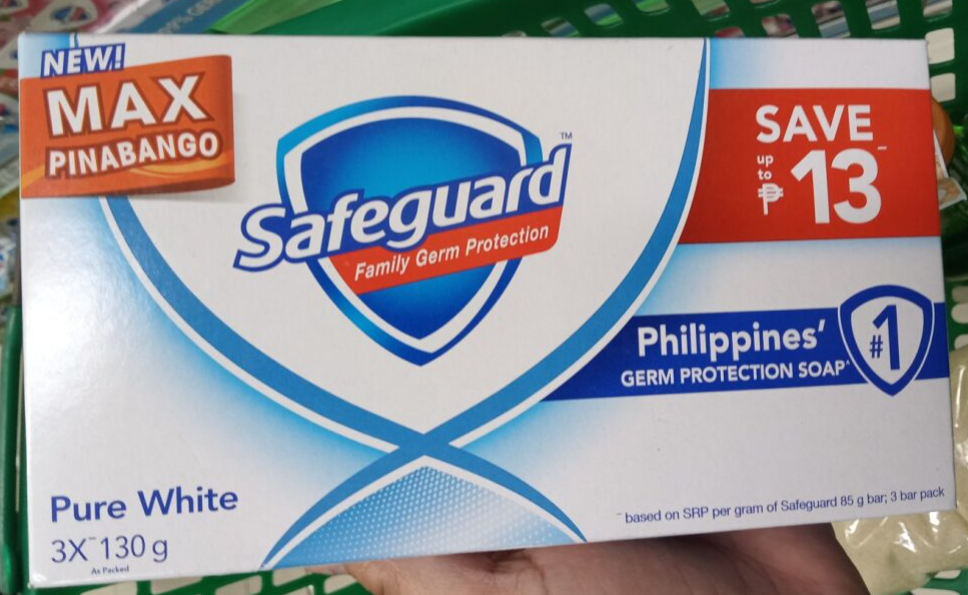 NEW!
MAX
PINABANGO
Safeguard™
Family Germ Protection
SAVE
up to ₱13~
Philippines'
GERM PROTECTION SOAP^
#1
Pure White
3X~130 g
As Packed
~based on SRP per gram of Safeguard 85 g bar; 3 bar pack